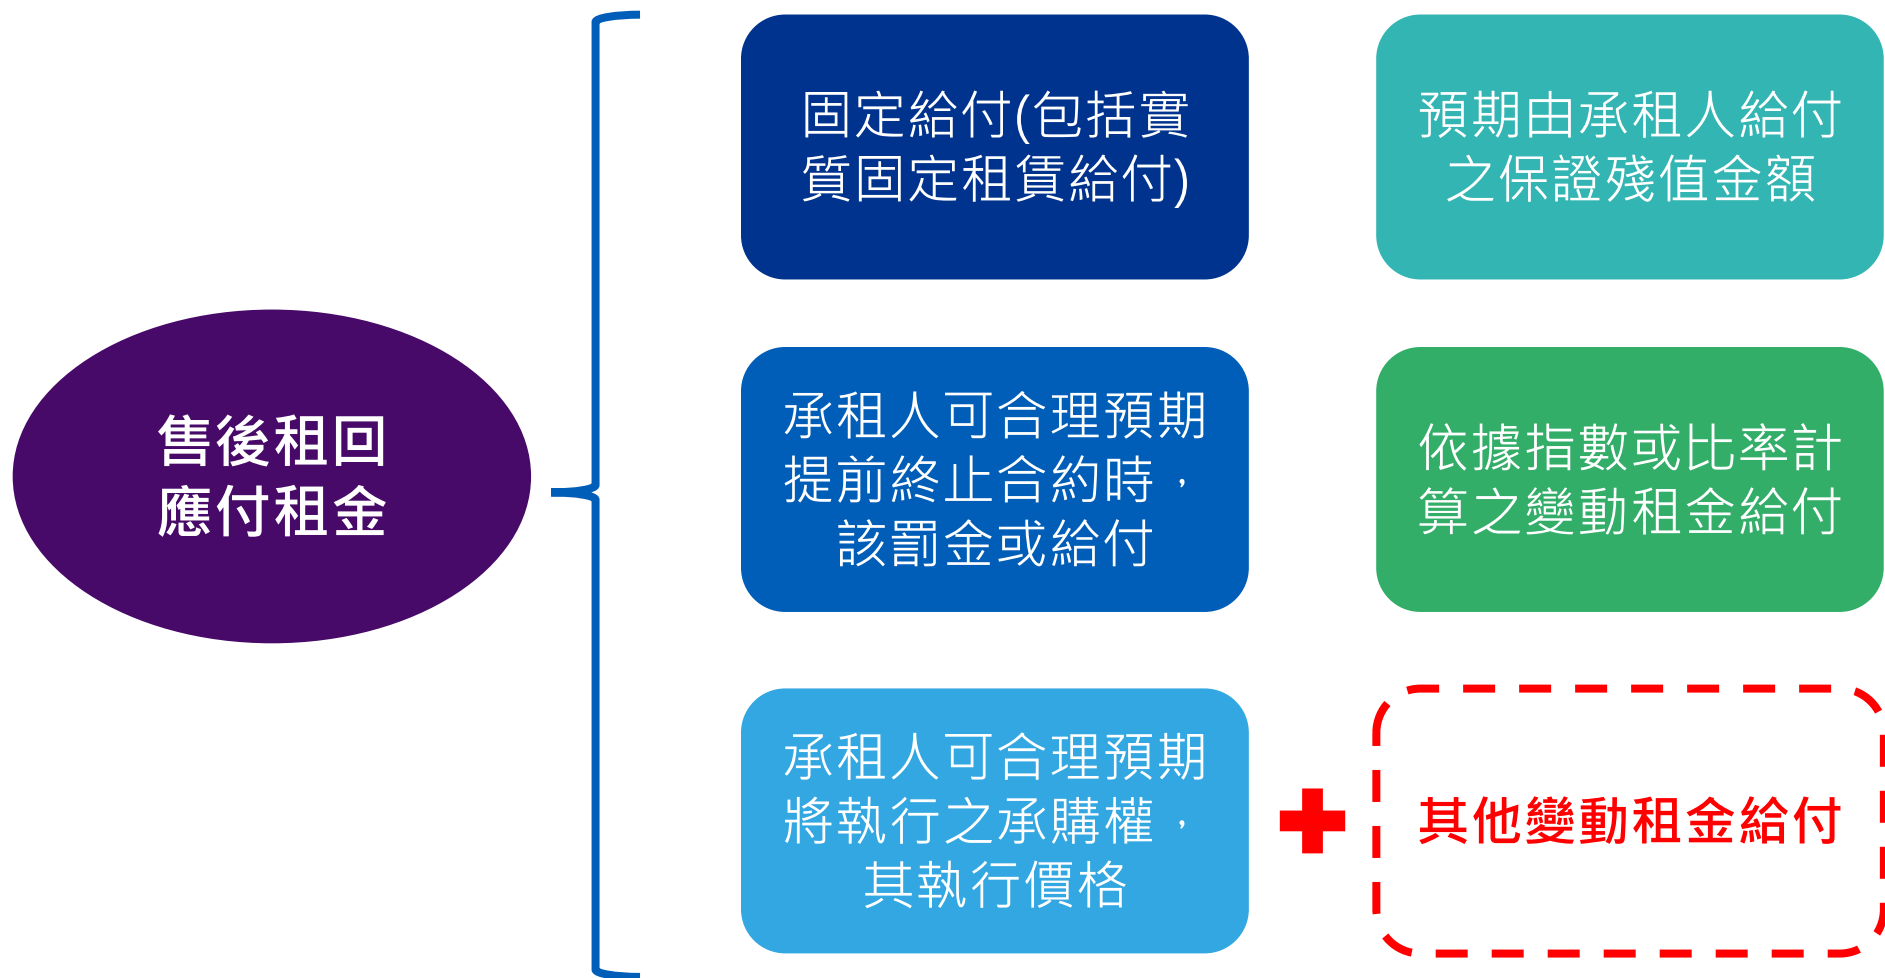 售後租回
應付租金
固定給付(包括實
質固定租賃給付)
預期由承租人給付
之保證殘值金額
承租人可合理預期
提前終止合約時，
該罰金或給付
依據指數或比率計
算之變動租金給付
承租人可合理預期
將執行之承購權，
其執行價格
其他變動租金給付